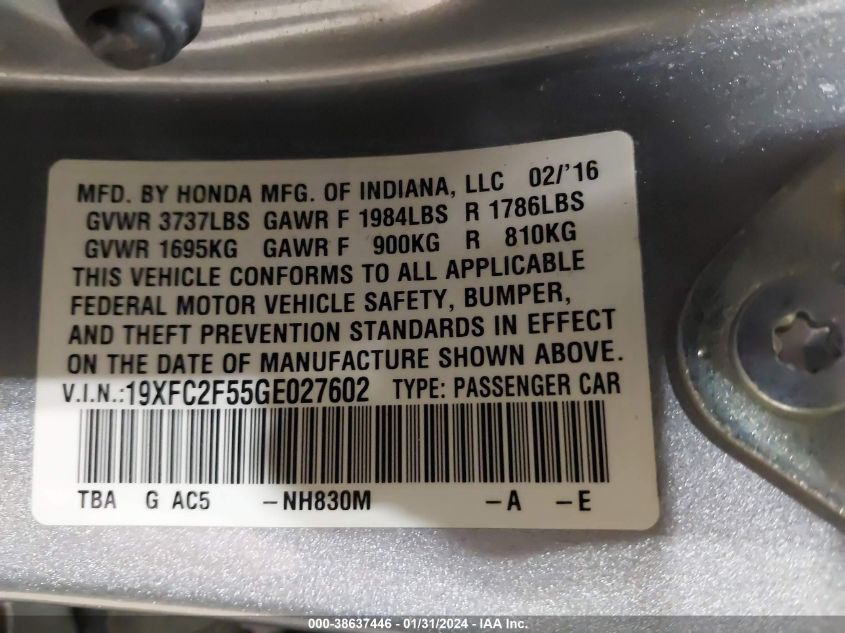 MFD. BY HONDA MFG. OF INDIANA, LLC 02/'16
GVWR 3737LBS GAWR F 1984LBS R 1786LBS
GVWR 1695KG GAWR F 900KG R 810KG
THIS VEHICLE CONFORMS TO ALL APPLICABLE
FEDERAL MOTOR VEHICLE SAFETY, BUMPER,
AND THEFT PREVENTION STANDARDS IN EFFECT
ON THE DATE OF MANUFACTURE SHOWN ABOVE.
V.I.N.:19XFC2F55GE027602 TYPE: PASSENGER CAR
TBA G AC5 -NH830M -A -E
000-38637446 - 01/31/2024 - IAA Inc.